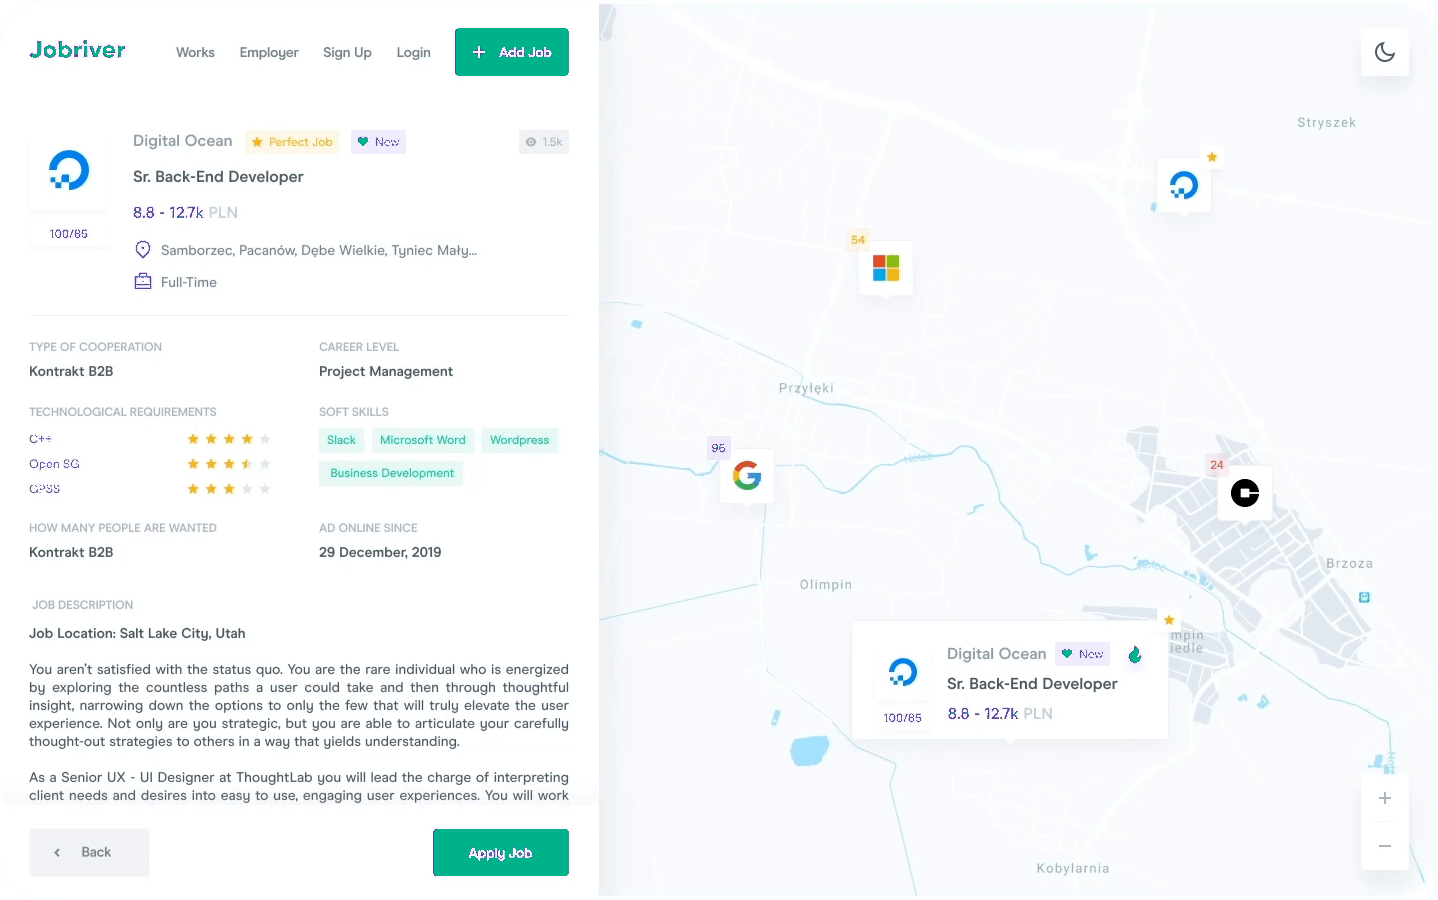 Jobriver
Works Employer Sign Up Login + Add Job
Digital Ocean Perfect Job New 1.5k
Sr. Back-End Developer
8.8 - 12.7k PLN
100/85
Samborzec, Pacanów, Dębe Wielkie, Tyniec Mały...
Full-Time
TYPE OF COOPERATION
Kontrakt B2B
CAREER LEVEL
Project Management
TECHNOLOGICAL REQUIREMENTS
C++
Open SG
GPSS
SOFT SKILLS
Slack Microsoft Word Wordpress
Business Development
HOW MANY PEOPLE ARE WANTED
Kontrakt B2B
AD ONLINE SINCE
29 December, 2019
JOB DESCRIPTION
Job Location: Salt Lake City, Utah
You aren't satisfied with the status quo. You are the rare individual who is energized
by exploring the countless paths a user could take and then through thoughtful
insight, narrowing down the options to only the few that will truly elevate the user
experience. Not only are you strategic, but you are able to articulate your carefully
thought-out strategies to others in a way that yields understanding.
As a Senior UX - UI Designer at ThoughtLab you will lead the charge of interpreting
client needs and desires into easy to use, engaging user experiences. You will work
Back
Apply Job
Stryszek
54
Przyłęki
96
Noteć
24
Noteć
Brzoza
Olimpin
Digital Ocean New
Sr. Back-End Developer
8.8 - 12.7k PLN
100/85
Kobylarnia
+
−